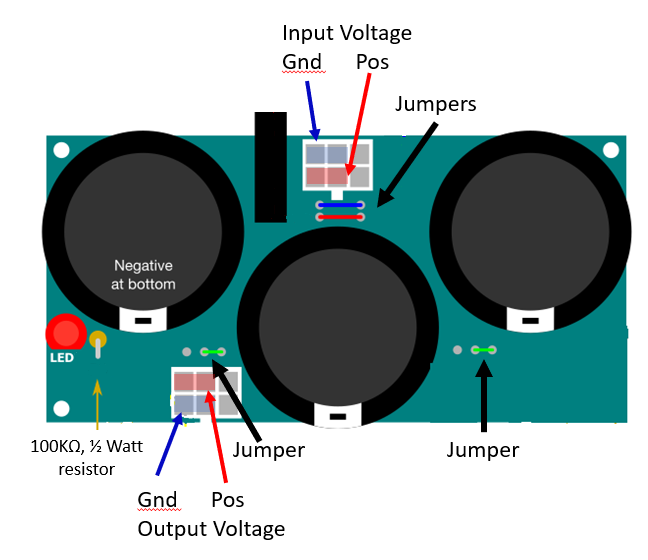 Input Voltage
Gnd Pos
Jumpers
Negative
at bottom
LED
100KΩ, ½ Watt
resistor
Jumper
Jumper
Gnd Pos
Output Voltage